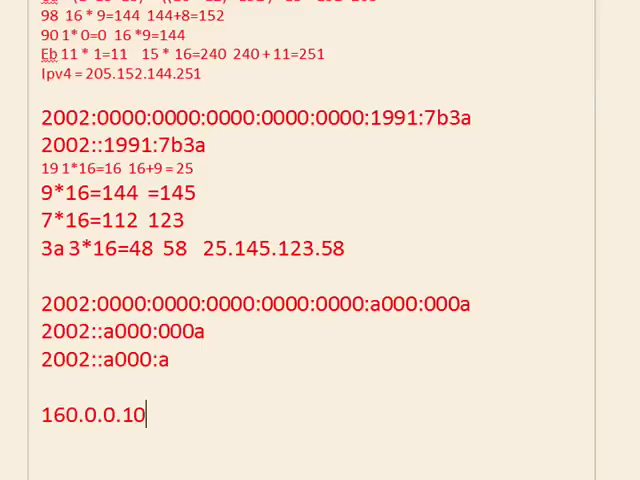 98  16 * 9=144  144+8=152
90 1* 0=0  16 *9=144
Eb 11 * 1=11    15 * 16=240  240 + 11=251
Ipv4 = 205.152.144.251
2002:0000:0000:0000:0000:0000:1991:7b3a
2002::1991:7b3a
19 1*16=16  16+9 = 25
9*16=144  =145
7*16=112  123
3a 3*16=48  58   25.145.123.58
2002:0000:0000:0000:0000:0000:a000:000a
2002::a000:000a
2002::a000:a
160.0.0.10